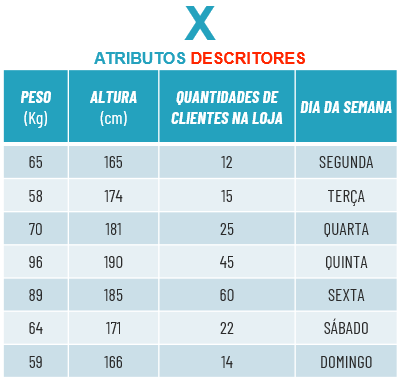 X
ATRIBUTOS DESCRITORES
PESO (Kg) ALTURA (cm) QUANTIDADES DE CLIENTES NA LOJA DIA DA SEMANA
65 165 12 SEGUNDA
58 174 15 TERÇA
70 181 25 QUARTA
96 190 45 QUINTA
89 185 60 SEXTA
64 171 22 SÁBADO
59 166 14 DOMINGO